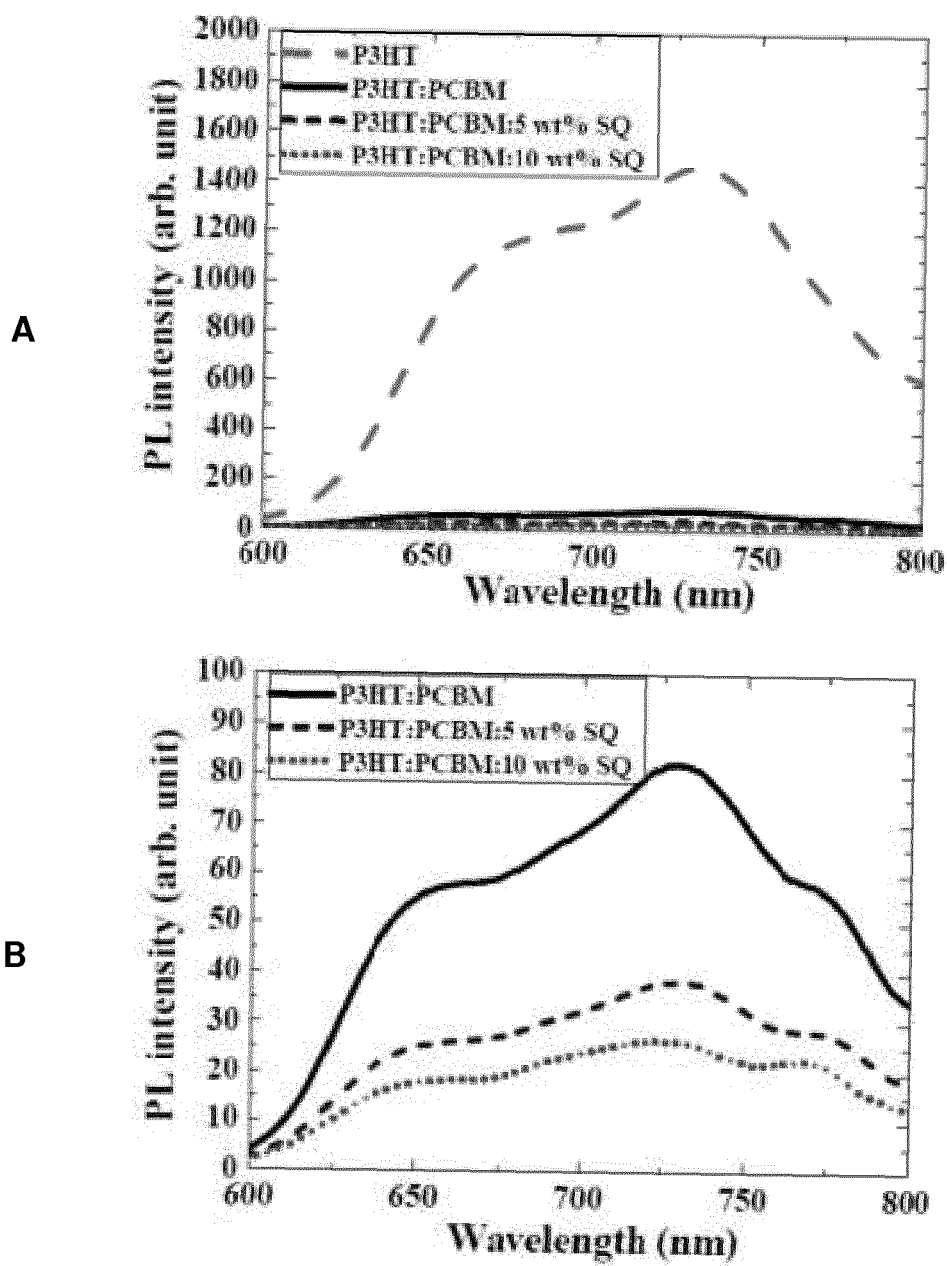 A
PL intensity (arb. unit)
2000
1800
1600
1400
1200
1000
800
600
400
200
0
P3HT
P3HT:PCBM
P3HT:PCBM:5 wt% SQ
P3HT:PCBM:10 wt% SQ
600 650 700 750 800
Wavelength (nm)
B
PL intensity (arb. unit)
100
90
80
70
60
50
40
30
20
10
0
P3HT:PCBM
P3HT:PCBM:5 wt% SQ
P3HT:PCBM:10 wt% SQ
600 650 700 750 800
Wavelength (nm)